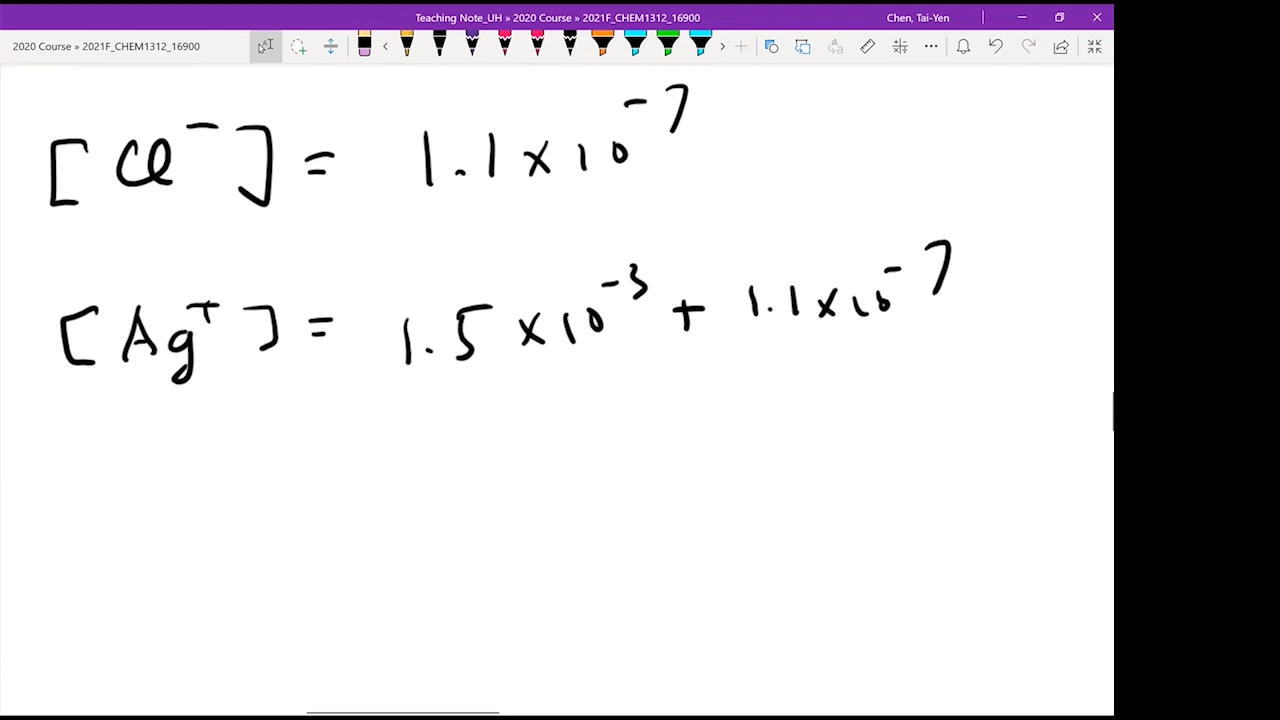 Teaching Note_UH » 2020 Course » 2021F_CHEM1312_16900
Chen, Tai-Yen
2020 Course » 2021F_CHEM1312_16900
[Cl⁻] = 1.1 × 10⁻⁷
[Ag⁺] = 1.5 × 10⁻³ + 1.1 × 10⁻⁷